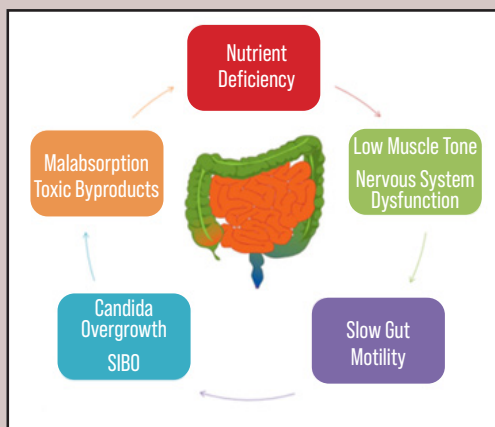 Nutrient
Deficiency
Low Muscle Tone
Nervous System
Dysfunction
Slow Gut
Motility
Candida
Overgrowth
SIBO
Malabsorption
Toxic Byproducts